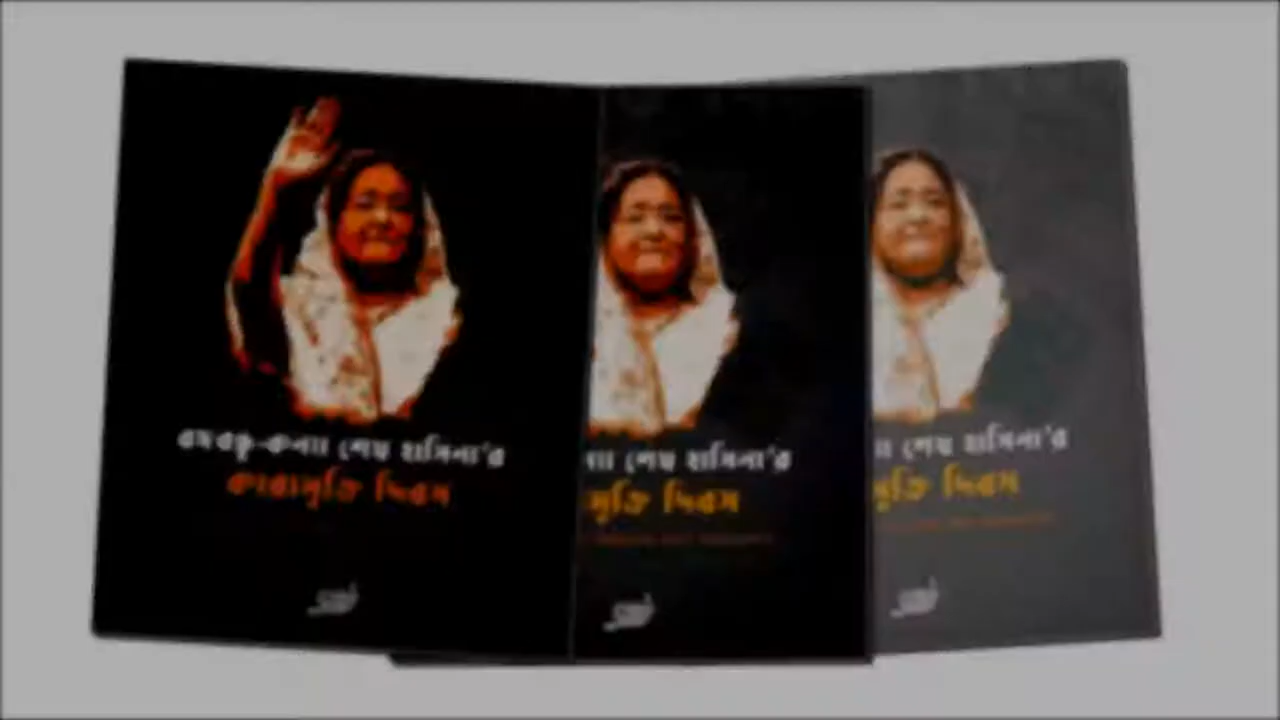 বঙ্গবন্ধু-কন্যা শেখ হাসিনা'র
কারামুক্তি দিবস
শেখ হাসিনা'র
মুক্তি দিবস
শেখ হাসিনা'র
মুক্তি দিবস